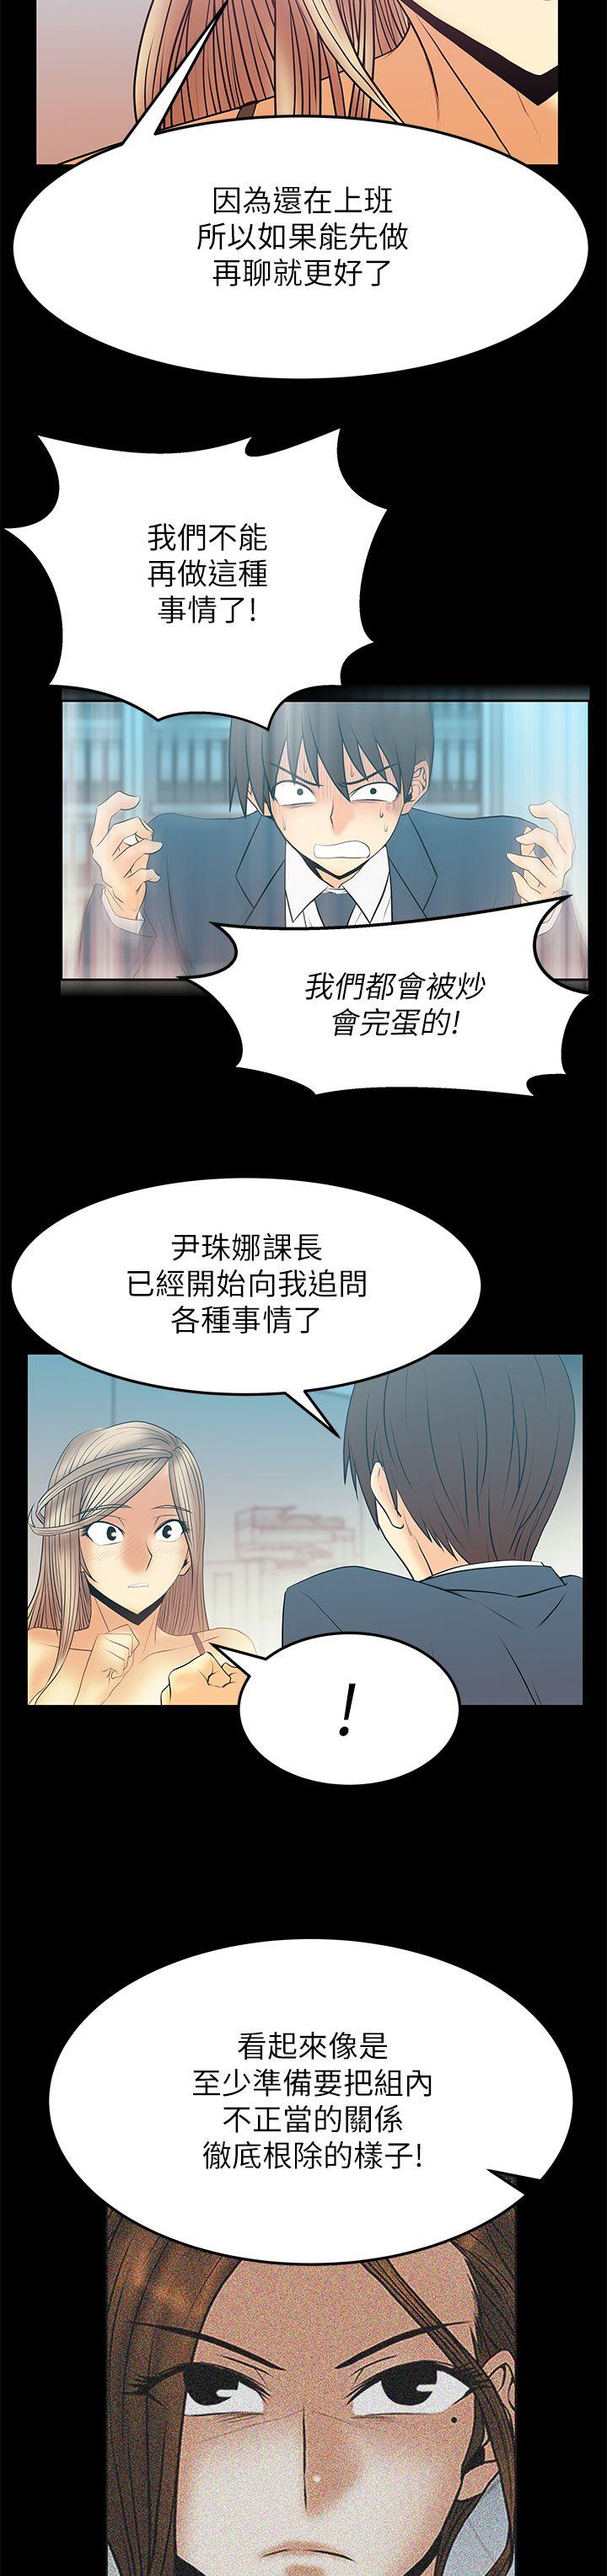 因為還在上班
所以如果能先做
再聊就更好了
我們不能
再做這種
事情了!
我們都會被炒
會完蛋的!
尹珠娜課長
已經開始向我追問
各種事情了
!
看起來像是
至少準備要把組內
不正當的關係
徹底根除的樣子!